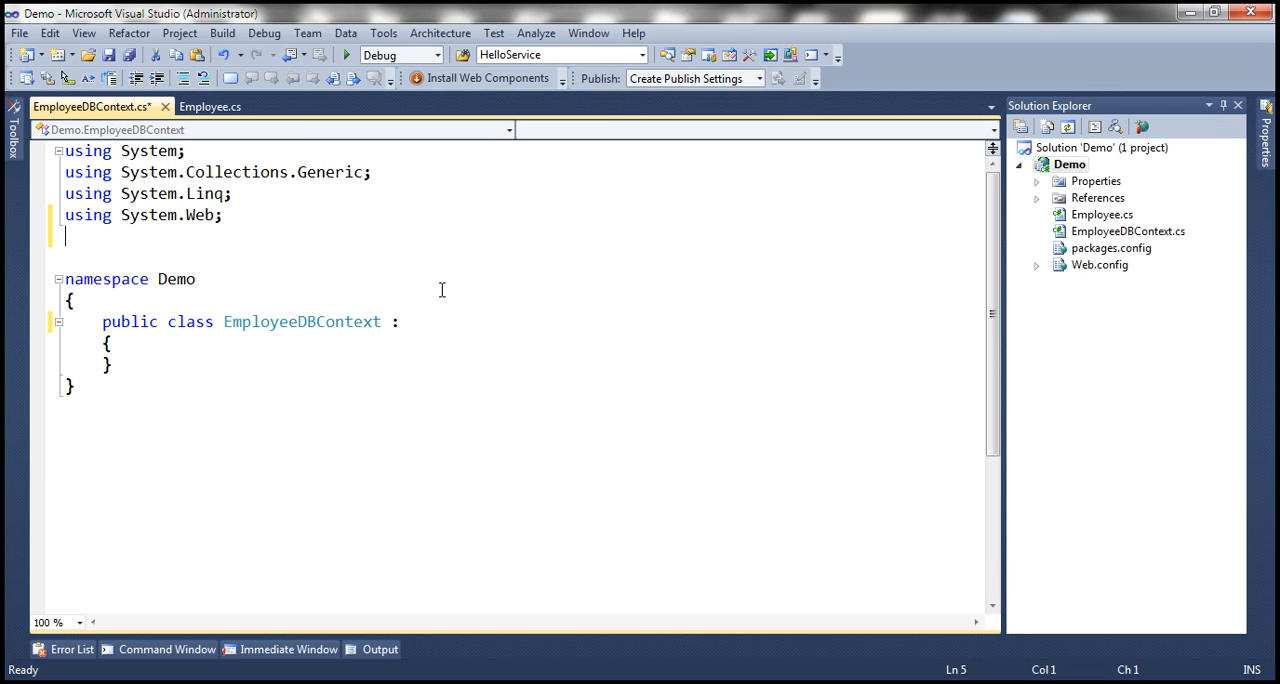 Demo - Microsoft Visual Studio (Administrator)
File Edit View Refactor Project Build Debug Team Data Tools Architecture Test Analyze Window Help
Debug HelloService
Install Web Components Publish: Create Publish Settings
Toolbox
EmployeeDBContext.cs* Employee.cs
Demo.EmployeeDBContext
using System;
using System.Collections.Generic;
using System.Linq;
using System.Web;
namespace Demo
{
public class EmployeeDBContext :
{
}
}
100 %
Solution Explorer
Solution 'Demo' (1 project)
Demo
Properties
References
Employee.cs
EmployeeDBContext.cs
packages.config
Web.config
Properties
Error List Command Window Immediate Window Output
Ready Ln 5 Col 1 Ch 1 INS